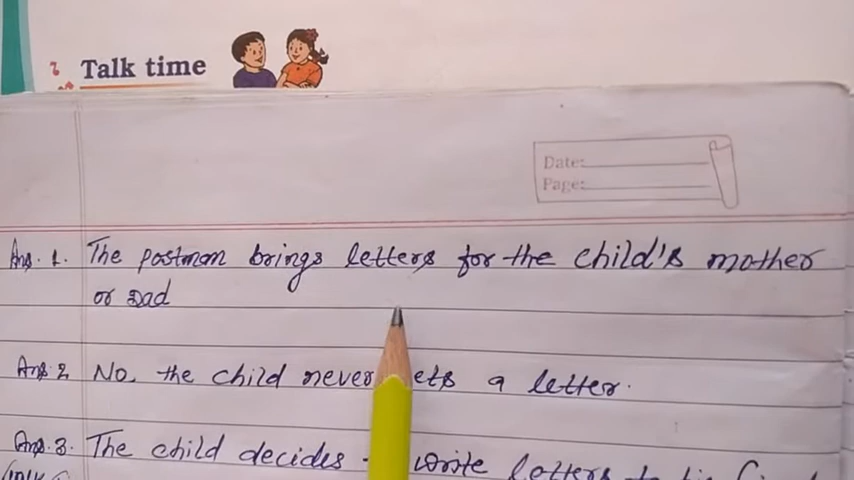 Talk time
Date:
Page:
Ans. 1. The postman brings letters for the child's mother
or Dad
Ans. 2 No, the child never ets a letter.
Ans. 3. The child decides write letters